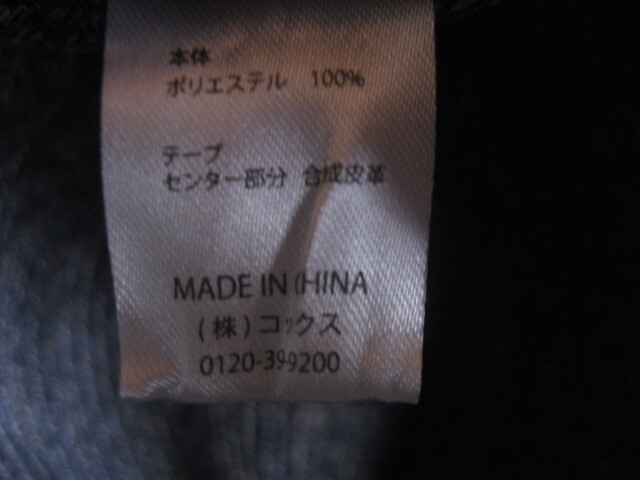 本体
ポリエステル 100%
テープ
センター部分 合成皮革
MADE IN CHINA
(株)コックス
0120-399200